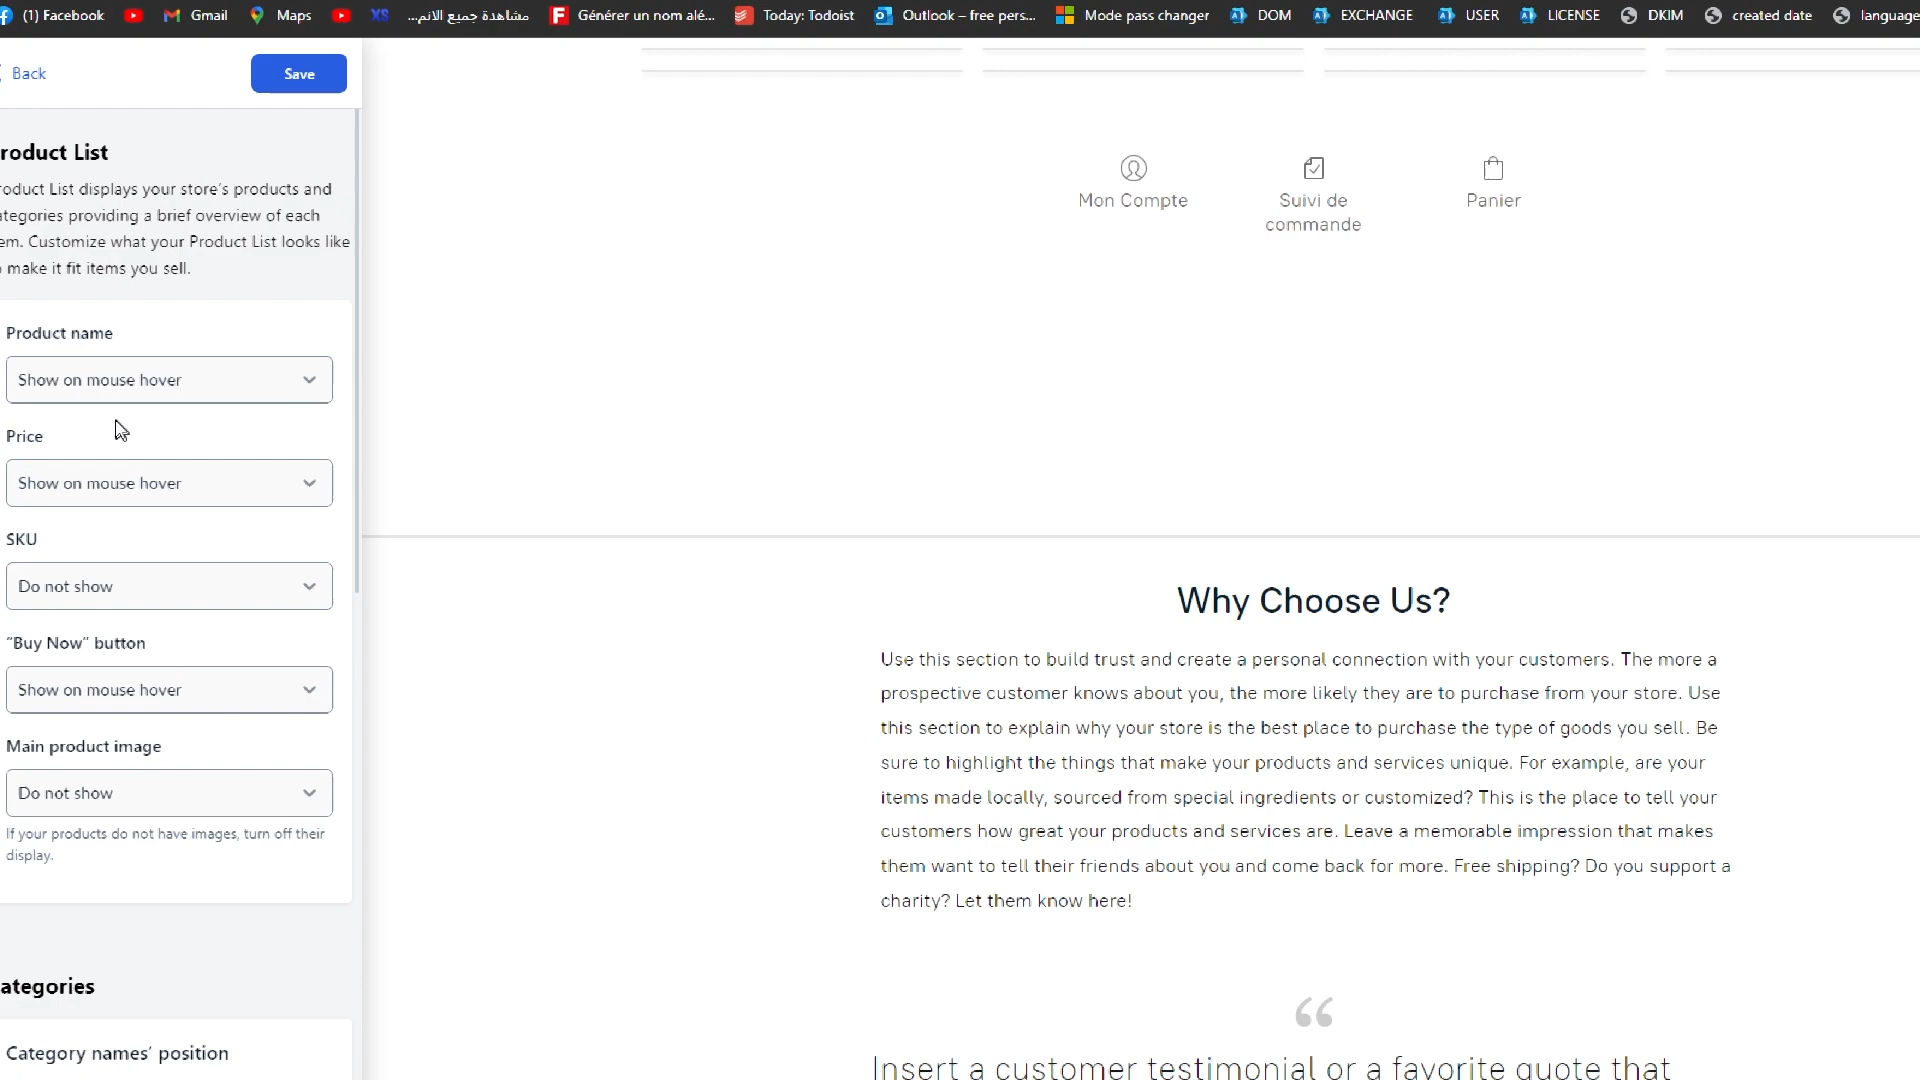 (1) Facebook Gmail Maps XS مشاهدة جميع الانم... Générer un nom alé... Today: Todoist Outlook – free pers... Mode pass changer DOM EXCHANGE USER LICENSE DKIM created date language
Back
Save
roduct List
roduct List displays your store's products and
ategories providing a brief overview of each
em. Customize what your Product List looks like
make it fit items you sell.
Product name
Show on mouse hover
Price
Show on mouse hover
SKU
Do not show
“Buy Now” button
Show on mouse hover
Main product image
Do not show
If your products do not have images, turn off their
display.
ategories
Category names’ position
Mon Compte
Suivi de
commande
Panier
Why Choose Us?
Use this section to build trust and create a personal connection with your customers. The more a
prospective customer knows about you, the more likely they are to purchase from your store. Use
this section to explain why your store is the best place to purchase the type of goods you sell. Be
sure to highlight the things that make your products and services unique. For example, are your
items made locally, sourced from special ingredients or customized? This is the place to tell your
customers how great your products and services are. Leave a memorable impression that makes
them want to tell their friends about you and come back for more. Free shipping? Do you support a
charity? Let them know here!
“
Insert a customer testimonial or a favorite quote that